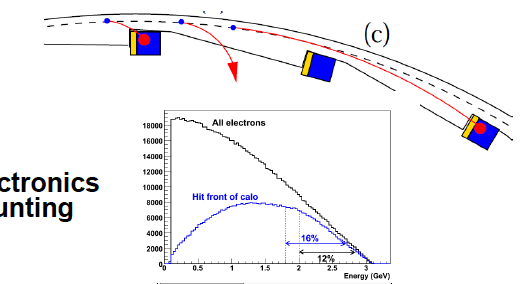 (c)
All electrons
18000
16000
14000
12000
10000
8000
6000
4000
2000
0
Hit front of calo
16%
12%
0 0.5 1 1.5 2 2.5 3
Energy (GeV)
ctronics
unting